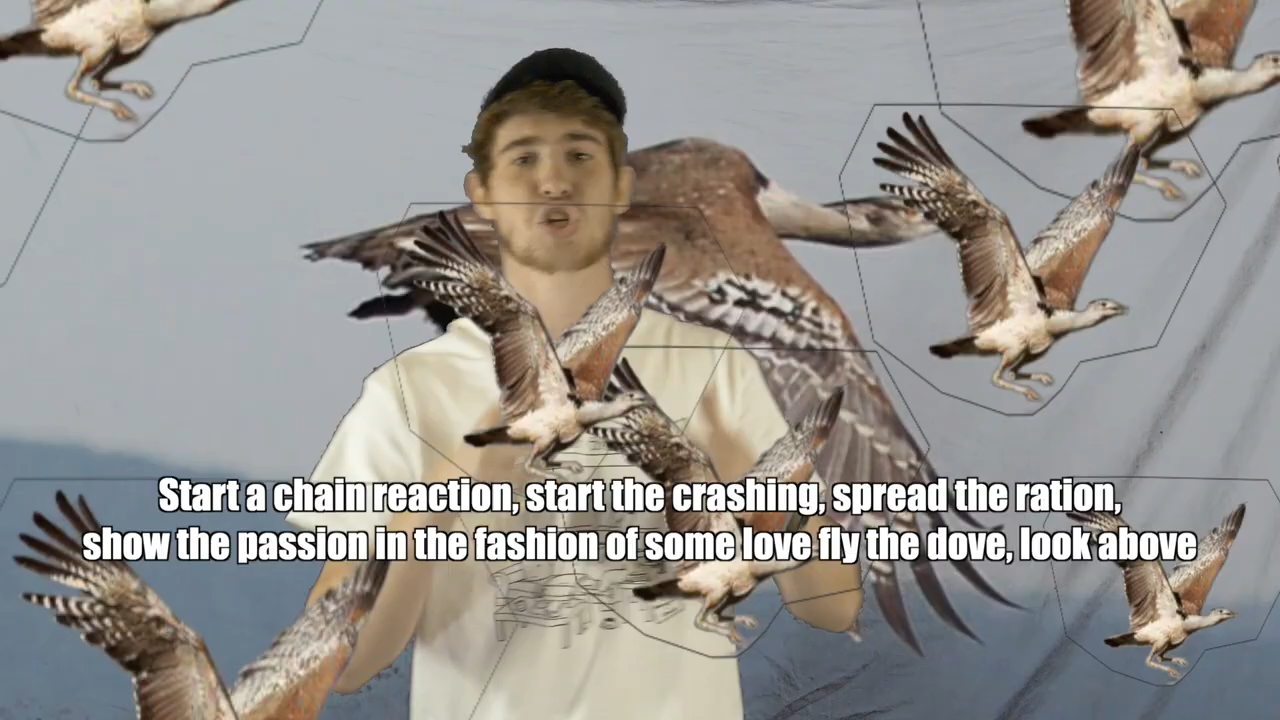 Start a chain reaction, start the crashing, spread the ration,
show the passion in the fashion of some love fly the dove, look above